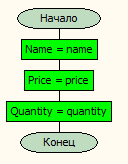 Начало
Name = name
Price = price
Quantity = quantity
Конец